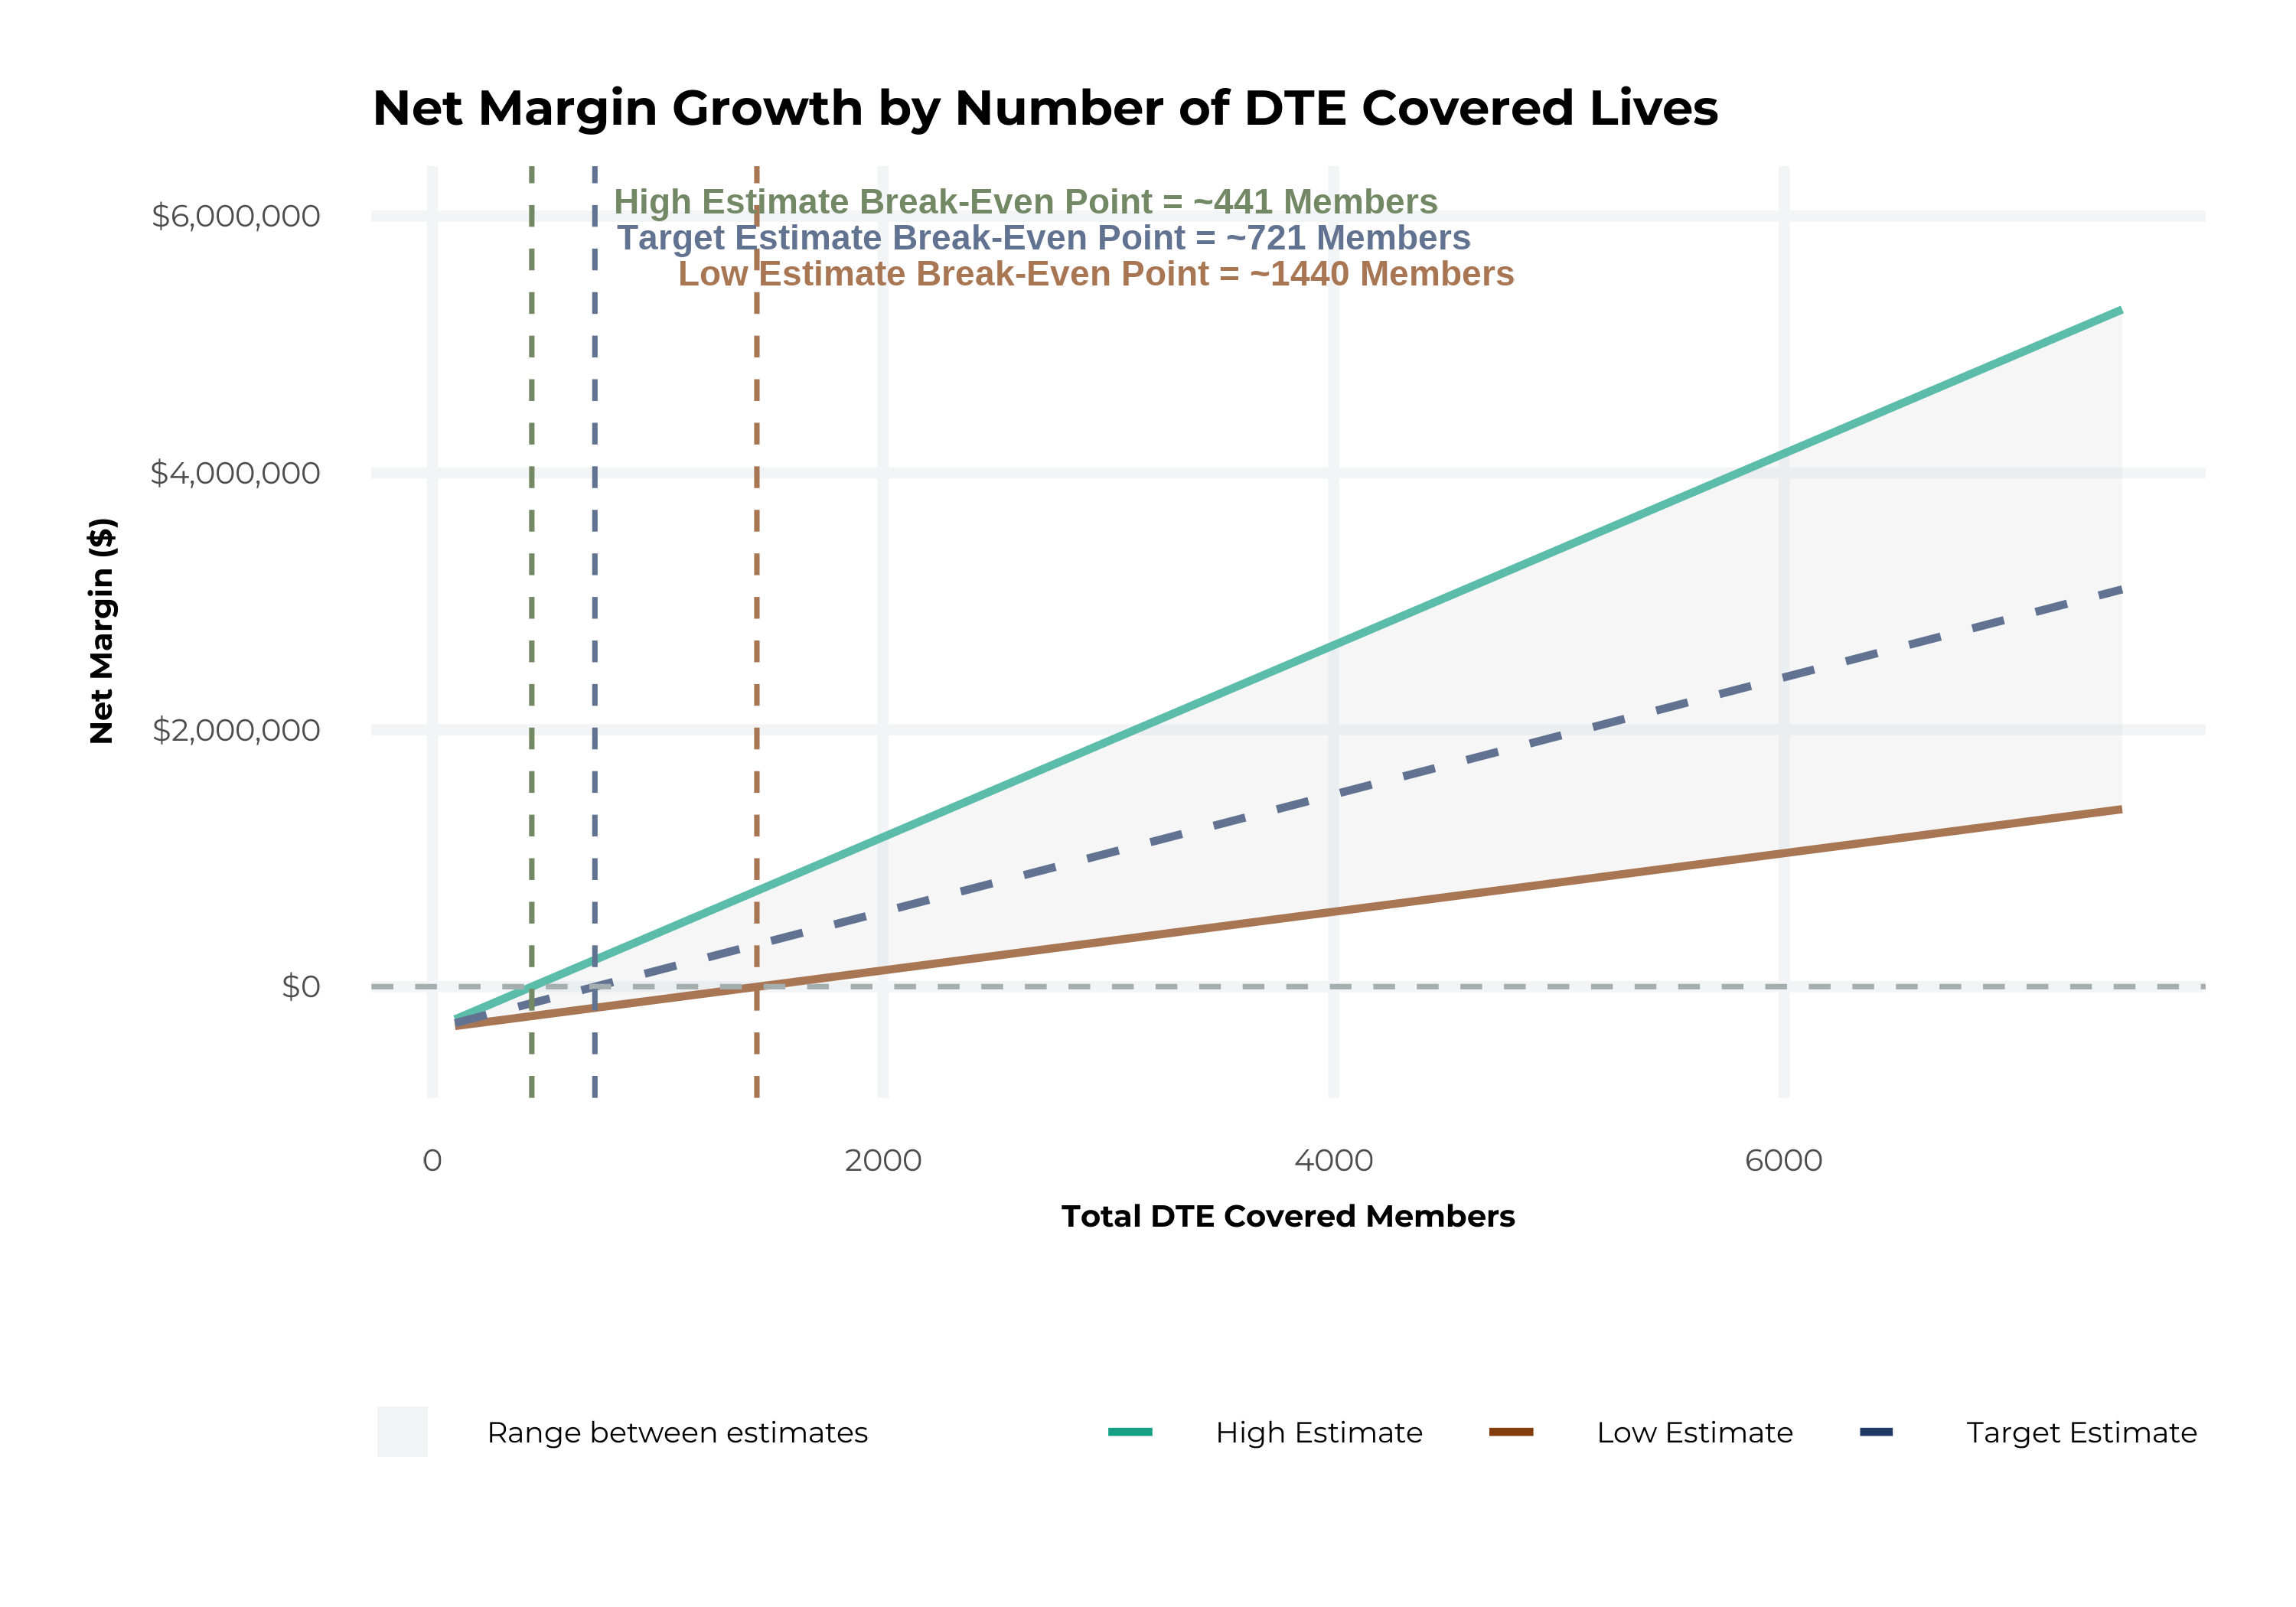 Net Margin Growth by Number of DTE Covered Lives
High Estimate Break-Even Point = ~441 Members
Target Estimate Break-Even Point = ~721 Members
Low Estimate Break-Even Point = ~1440 Members
$6,000,000
$4,000,000
$2,000,000
$0
Net Margin ($)
0 2000 4000 6000
Total DTE Covered Members
Range between estimates High Estimate Low Estimate Target Estimate